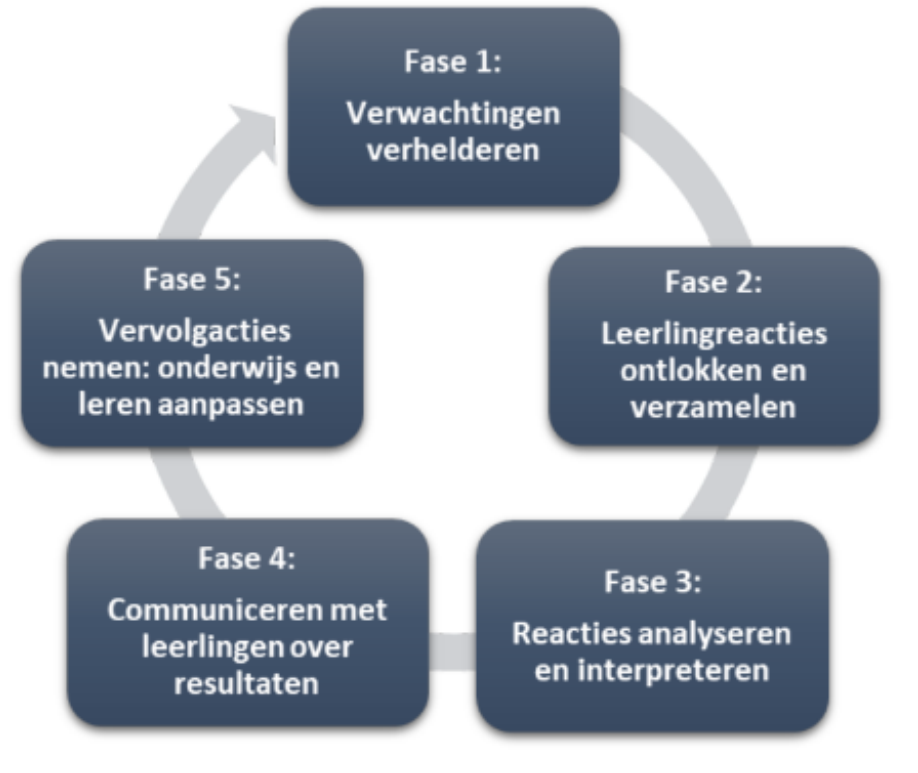 Fase 1:
Verwachtingen
verhelderen
Fase 2:
Leerlingreacties
ontlokken en
verzamelen
Fase 3:
Reacties analyseren
en interpreteren
Fase 4:
Communiceren met
leerlingen over
resultaten
Fase 5:
Vervolgacties
nemen: onderwijs en
leren aanpassen